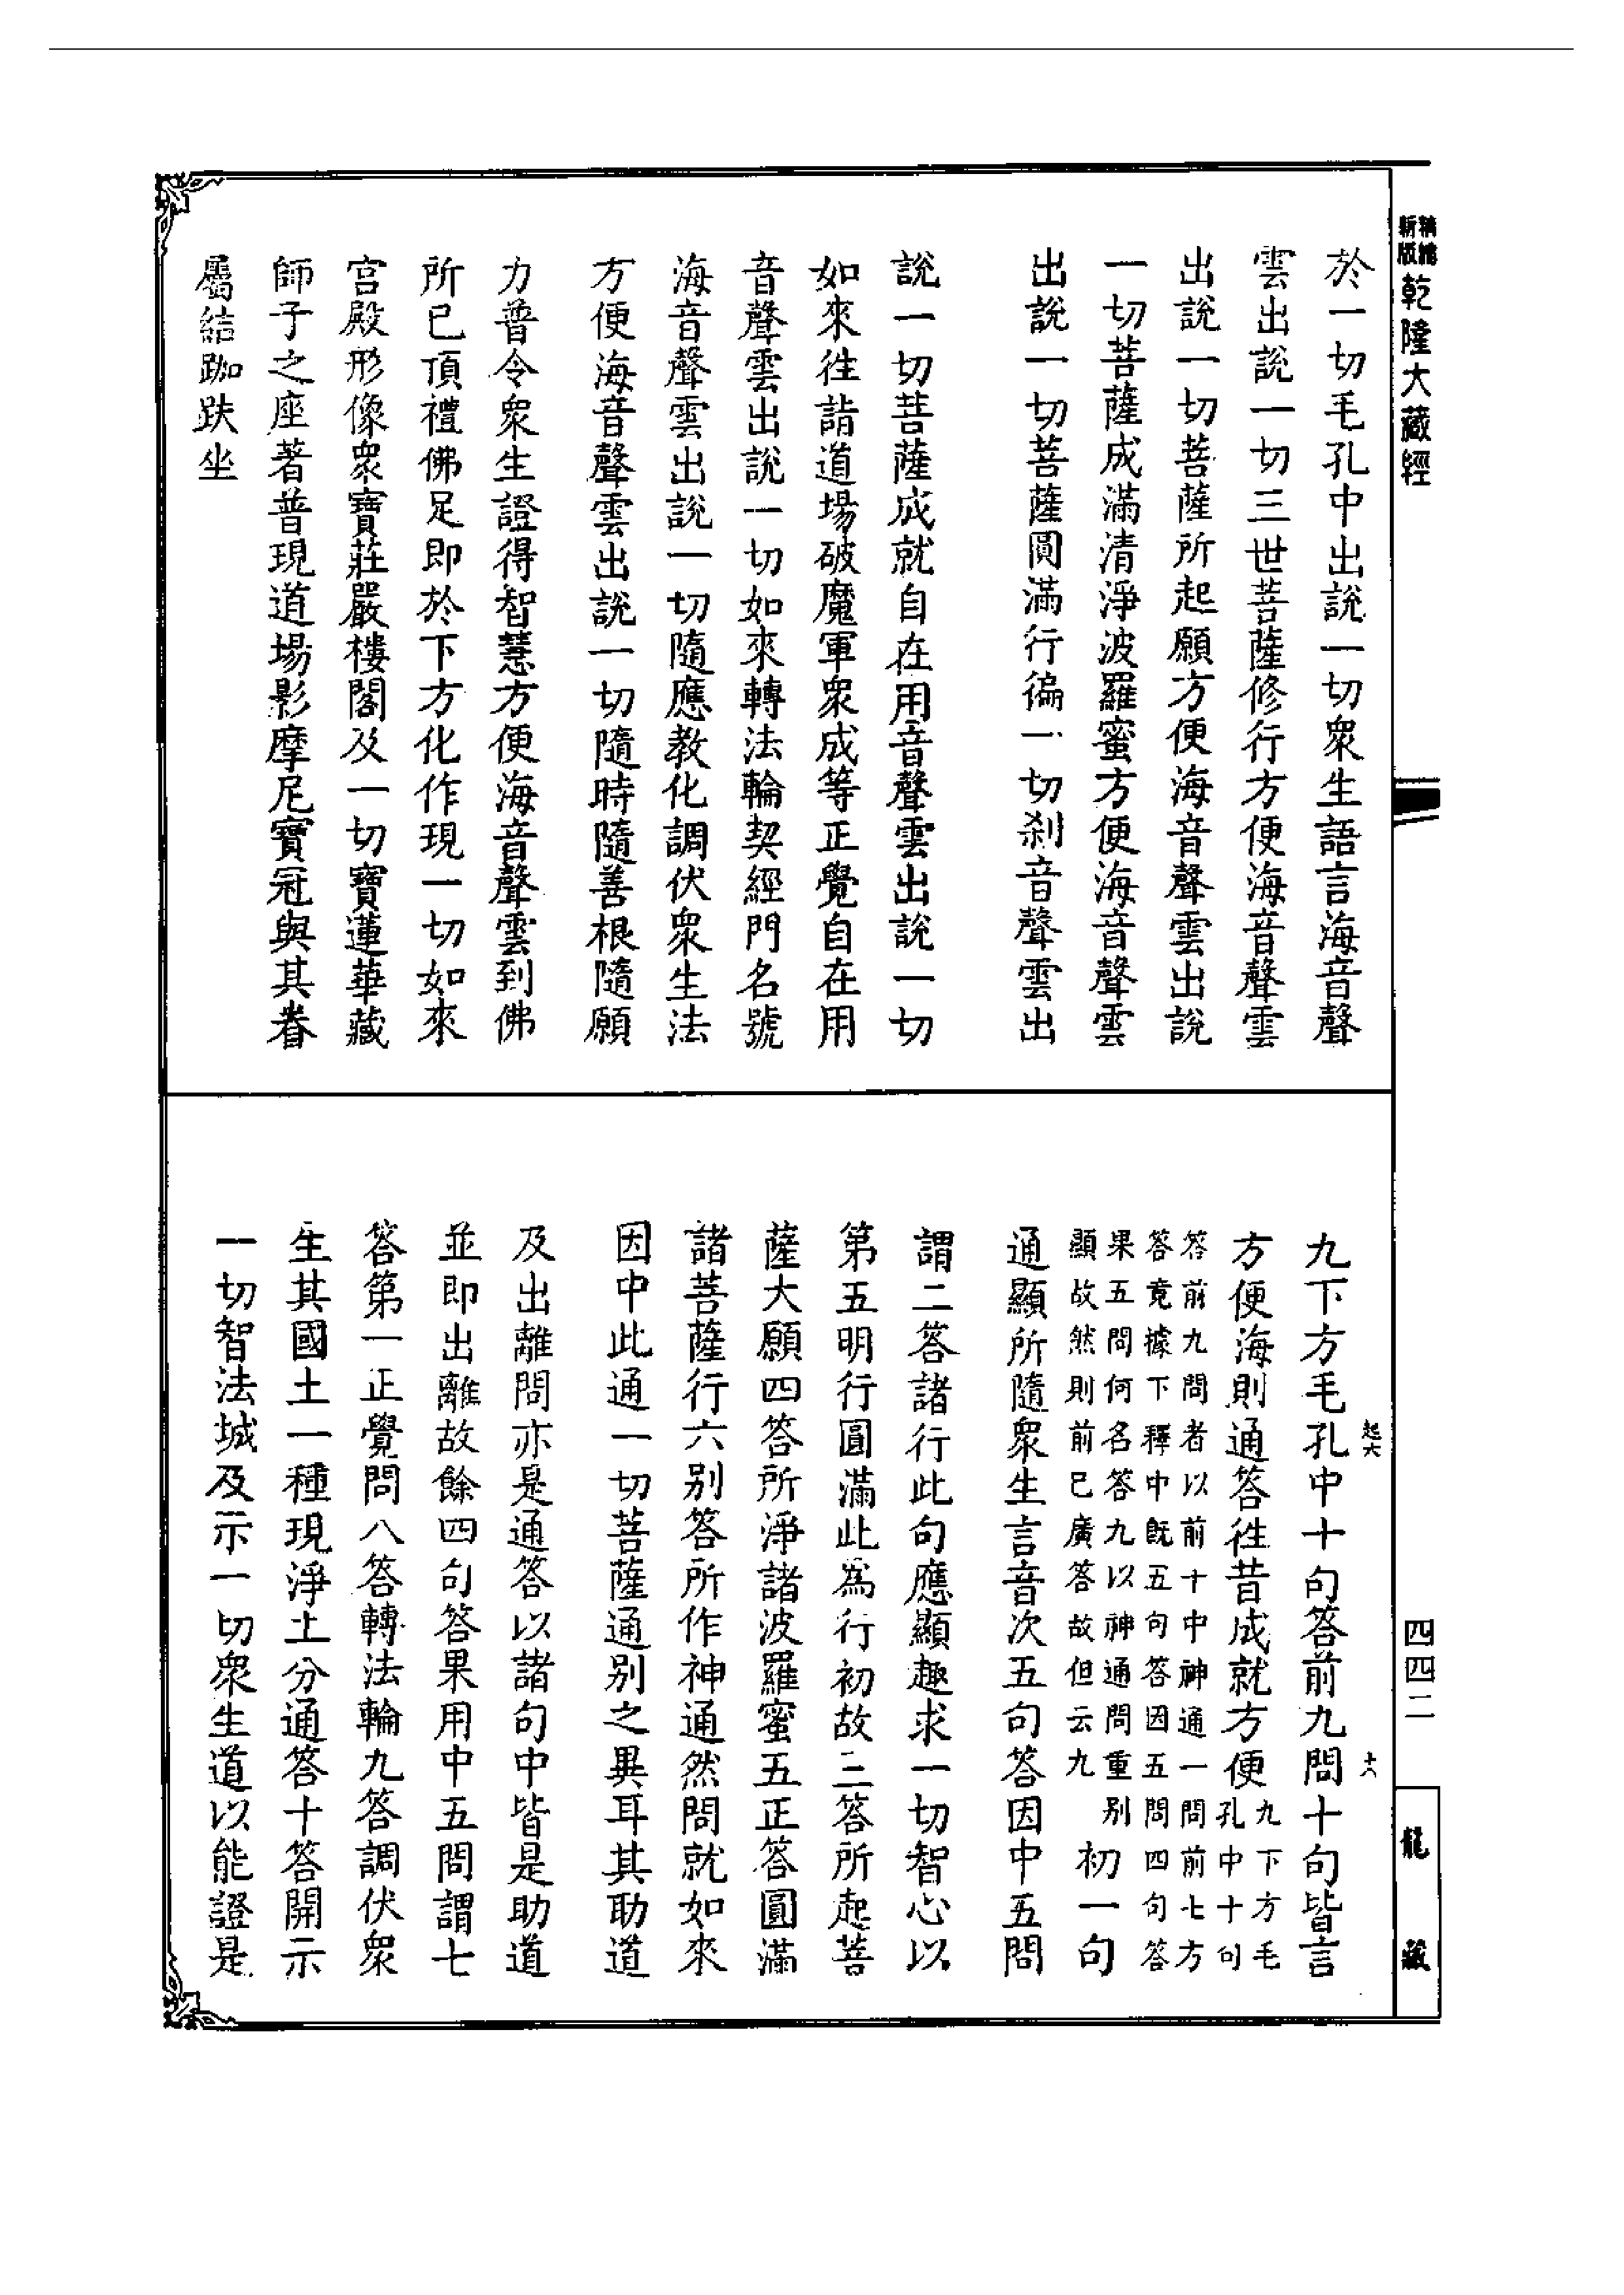 精編新版
乾隆大藏經
四四二
龍藏
於一切毛孔中出說一切衆生語言海音聲
雲出說一切三世菩薩修行方便海音聲雲
出說一切菩薩所起願方便海音聲雲出說
一切菩薩成滿清淨波羅蜜方便海音聲雲
出說一切菩薩圓滿行徧一切刹音聲雲出
說一切菩薩成就自在用音聲雲出說一切
如來徃詣道場破魔軍衆成等正覺自在用
音聲雲出說一切如來轉法輪契經門名號
海音聲雲出說一切隨應教化調伏衆生法
方便海音聲雲出說一切隨時隨善根隨願
力普令衆生證得智慧方便海音聲雲到佛
所已頂禮佛足即於下方化作現一切如來
宫殿形像衆寶莊嚴樓閣及一切寶蓮華藏
師子之座著普現道場影摩尼寶冠與其眷
屬結跏趺坐
起六
十六
九下方毛孔中十句答前九問十句皆言
方便海則通答徃昔成就方便九下方毛
孔中十句
答前九問者以前十中神通一問前七方
答竟據下釋中既五句答因五問四句答
果五問何名答九以神通問重别
顯故然則前已廣答故但云九初一句
通顯所隨衆生言音次五句答因中五問
謂二答諸行此句應顯趣求一切智心以
第五明行圓滿此為行初故三答所起菩
薩大願四答所淨諸波羅蜜五正答圓滿
諸菩薩行六别答所作神通然問就如來
因中此通一切菩薩通别之異耳其助道
及出離問亦是通答以諸句中皆是助道
並即出離故餘四句答果用中五問謂七
答第一正覺問八答轉法輪九答調伏衆
生其國土一種現淨土分通答十答開示
一切智法城及示一切衆生道以能證是